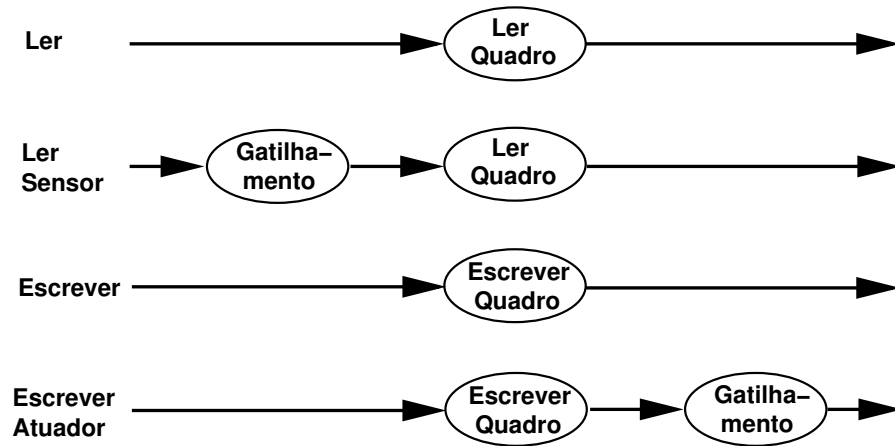 Ler
Ler
Quadro
Ler
Sensor
Gatilha–
mento
Ler
Quadro
Escrever
Escrever
Quadro
Escrever
Atuador
Escrever
Quadro
Gatilha–
mento